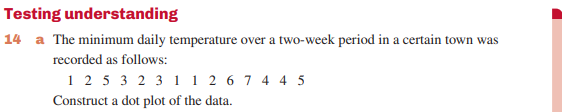 Testing understanding
14 a The minimum daily temperature over a two-week period in a certain town was
recorded as follows:
1 2 5 3 2 3 1 1 2 6 7 4 4 5
Construct a dot plot of the data.